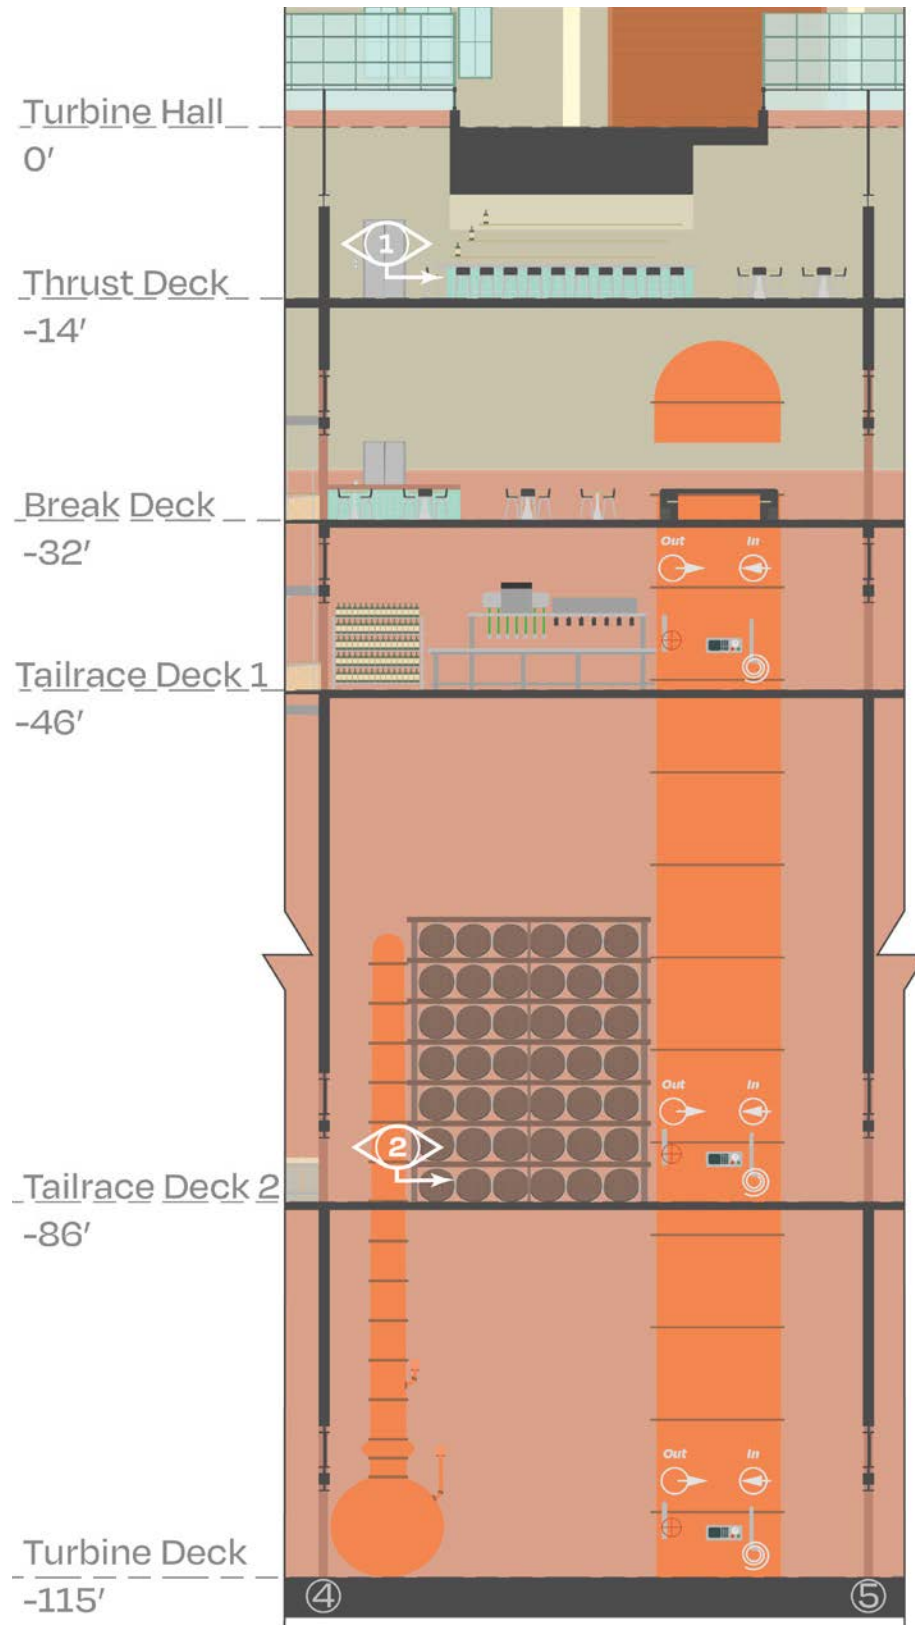 Turbine Hall
0'
1
Thrust Deck
-14'
Break Deck
-32'
Out In
Tailrace Deck 1
-46'
Out In
2
Tailrace Deck 2
-86'
Out In
Turbine Deck
-115'
4 5